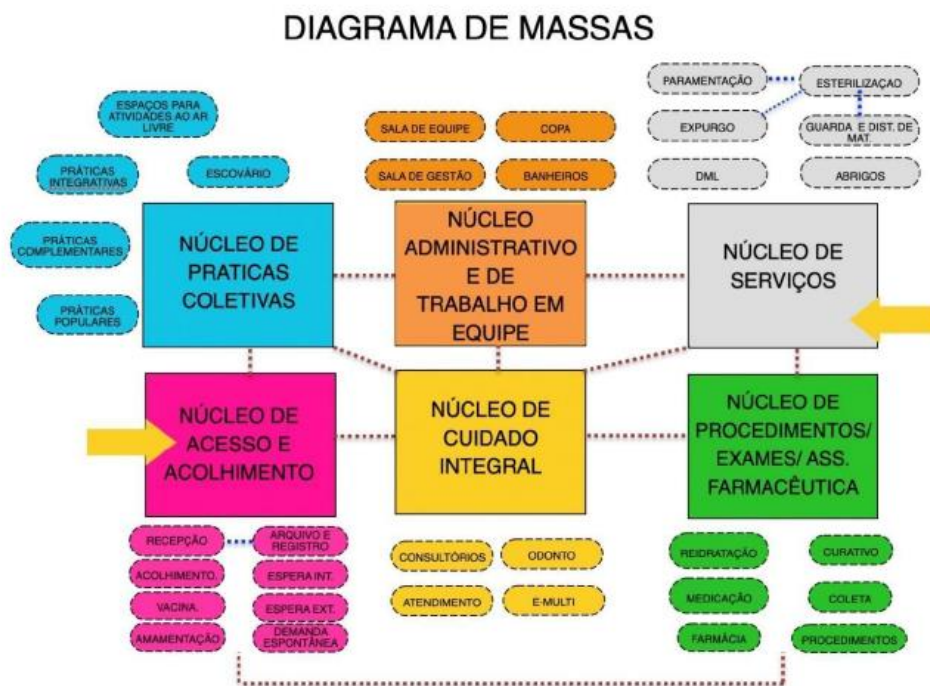 DIAGRAMA DE MASSAS
ESPAÇOS PARA
ATIVIDADES AO AR
LIVRE
PRÁTICAS
INTEGRATIVAS
ESCOVÁRIO
PRÁTICAS
COMPLEMENTARES
PRÁTICAS
POPULARES
NÚCLEO DE
PRATICAS
COLETIVAS
SALA DE EQUIPE
COPA
SALA DE GESTÃO
BANHEIROS
NÚCLEO
ADMINISTRATIVO
E DE
TRABALHO EM
EQUIPE
PARAMENTAÇÃO
ESTERILIZAÇAO
EXPURGO
GUARDA E DIST. DE
MAT.
DML
ABRIGOS
NÚCLEO DE
SERVIÇOS
NÚCLEO DE
ACESSO E
ACOLHIMENTO
NÚCLEO DE
CUIDADO
INTEGRAL
NÚCLEO DE
PROCEDIMENTOS/
EXAMES/ ASS.
FARMACÊUTICA
RECEPÇÃO
ARQUIVO E
REGISTRO
ACOLHIMENTO.
ESPERA INT.
VACINA.
ESPERA EXT.
AMAMENTAÇÃO
DEMANDA
ESPONTÂNEA
CONSULTÓRIOS
ODONTO
ATENDIMENTO
E-MULTI
REIDRATAÇÃO
CURATIVO
MEDICAÇÃO
COLETA
FARMÁCIA
PROCEDIMENTOS